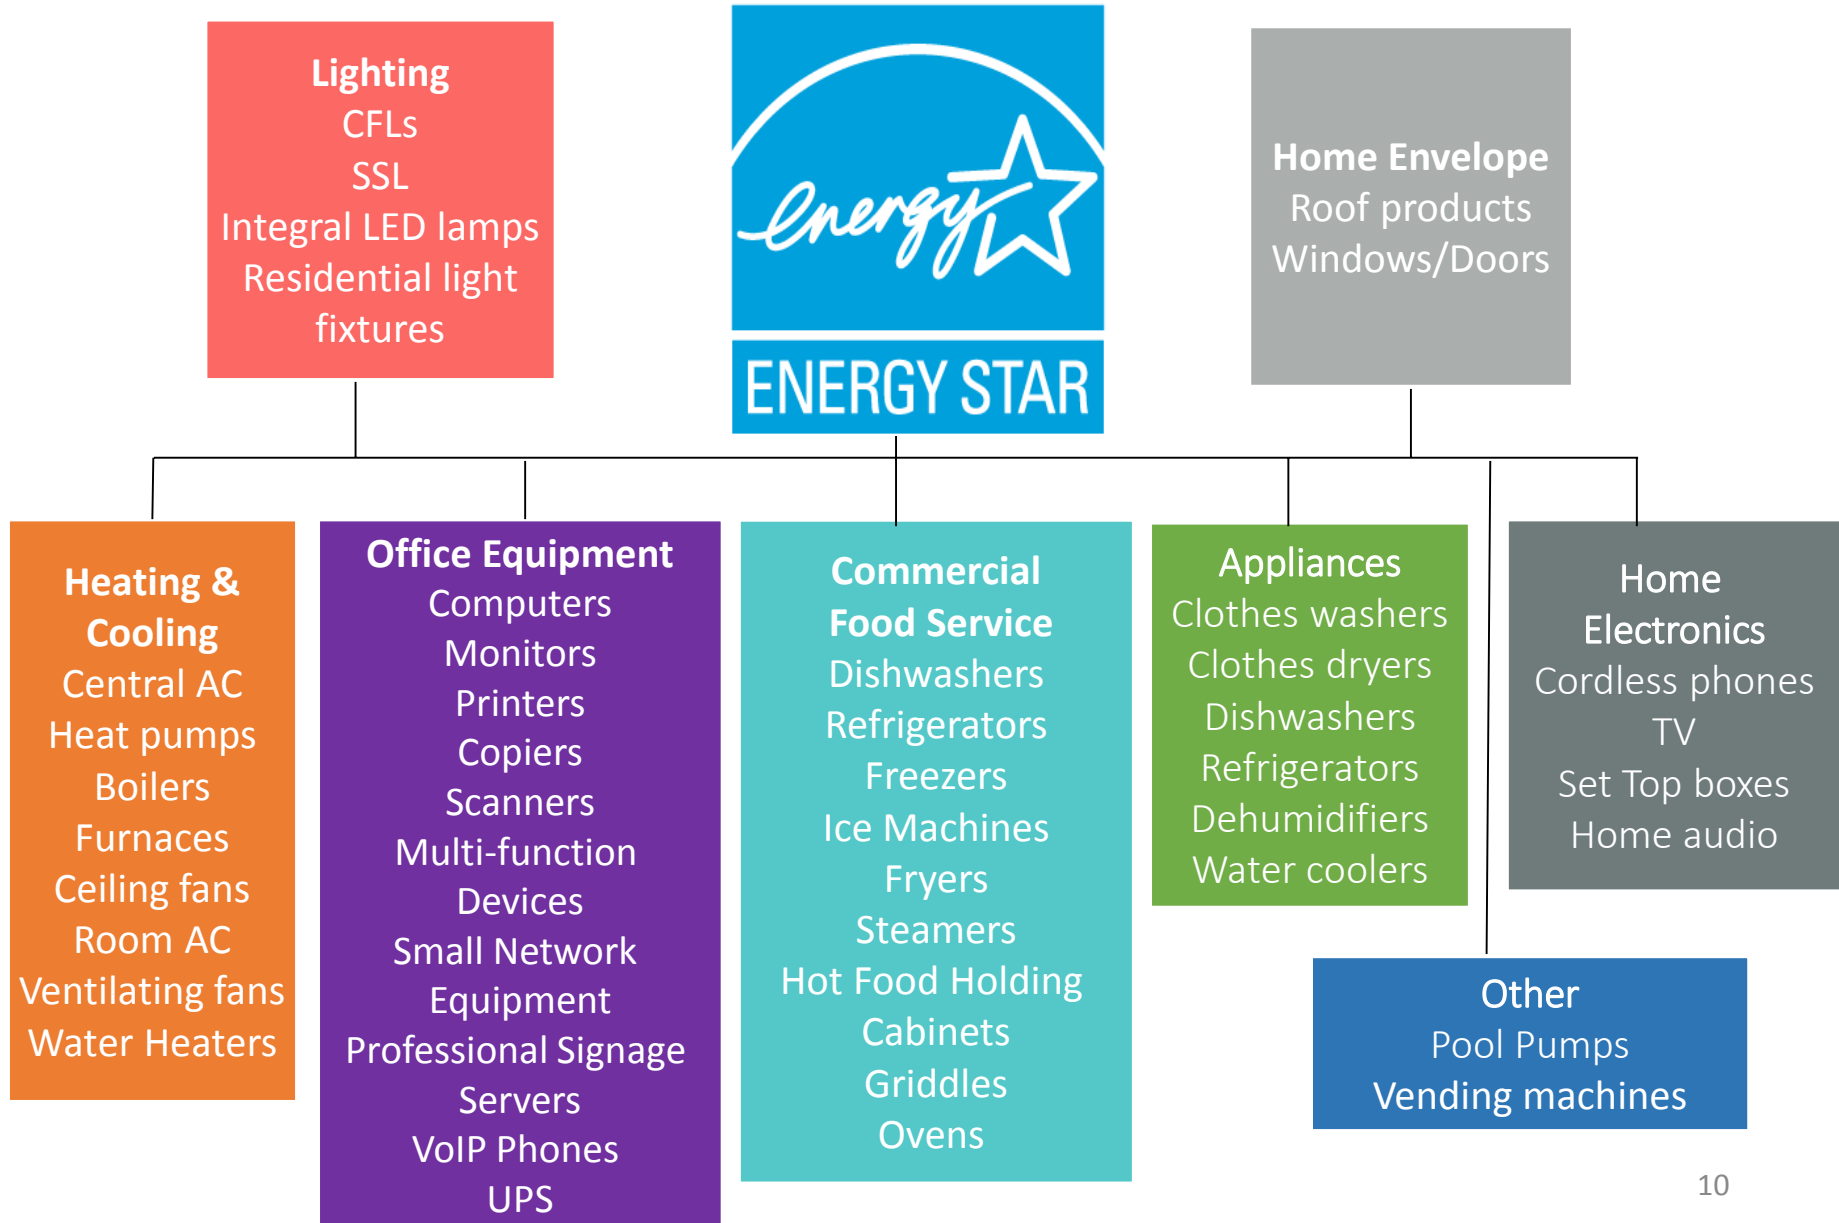 Lighting
CFLs
SSL
Integral LED lamps
Residential light
fixtures
energy
ENERGY STAR
Home Envelope
Roof products
Windows/Doors
Heating &
Cooling
Central AC
Heat pumps
Boilers
Furnaces
Ceiling fans
Room AC
Ventilating fans
Water Heaters
Office Equipment
Computers
Monitors
Printers
Copiers
Scanners
Multi-function
Devices
Small Network
Equipment
Professional Signage
Servers
VoIP Phones
UPS
Commercial
Food Service
Dishwashers
Refrigerators
Freezers
Ice Machines
Fryers
Steamers
Hot Food Holding
Cabinets
Griddles
Ovens
Appliances
Clothes washers
Clothes dryers
Dishwashers
Refrigerators
Dehumidifiers
Water coolers
Home
Electronics
Cordless phones
TV
Set Top boxes
Home audio
Other
Pool Pumps
Vending machines
10